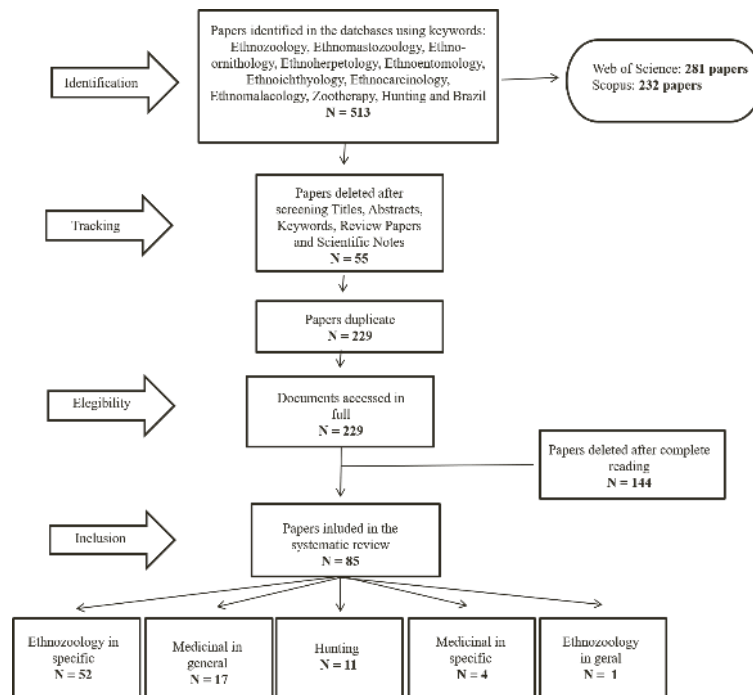 Papers identified in the datbases using keywords:
Ethnozoology, Ethnomastozoology, Ethno-
ornithology, Ethnoherpetology, Ethnoentomology,
Ethnoichthyology, Ethnocarcinology,
Ethnomalacology, Zootherapy, Hunting and Brazil
N = 513
Identification
Web of Science: 281 papers
Scopus: 232 papers
Papers deleted after
screening Titles, Abstracts,
Keywords, Review Papers
and Scientific Notes
N = 55
Tracking
Papers duplicate
N = 229
Elegibility
Documents accessed in
full
N = 229
Papers deleted after complete
reading
N = 144
Inclusion
Papers inluded in the
systematic review
N = 85
Ethnozoology in
specific
N = 52
Medicinal in
general
N = 17
Hunting
N = 11
Medicinal in
specific
N = 4
Ethnozoology
in geral
N = 1